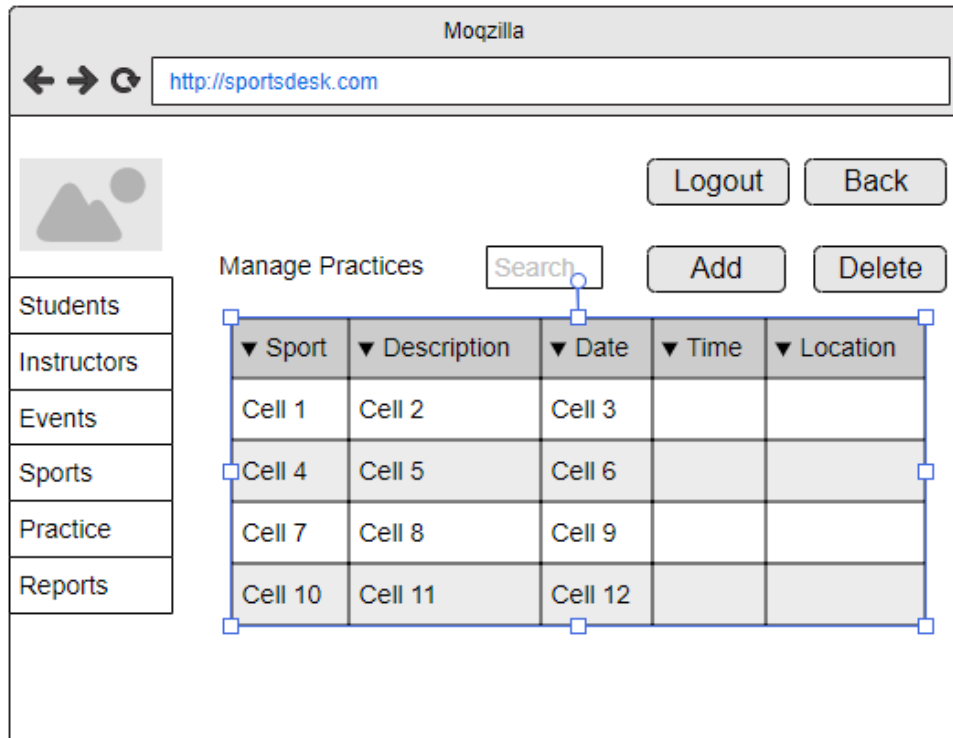 Moqzilla
http://sportsdesk.com
Logout Back
Manage Practices Search Add Delete
Students
Instructors
Events
Sports
Practice
Reports
▼ Sport ▼ Description ▼ Date ▼ Time ▼ Location
Cell 1 Cell 2 Cell 3
Cell 4 Cell 5 Cell 6
Cell 7 Cell 8 Cell 9
Cell 10 Cell 11 Cell 12